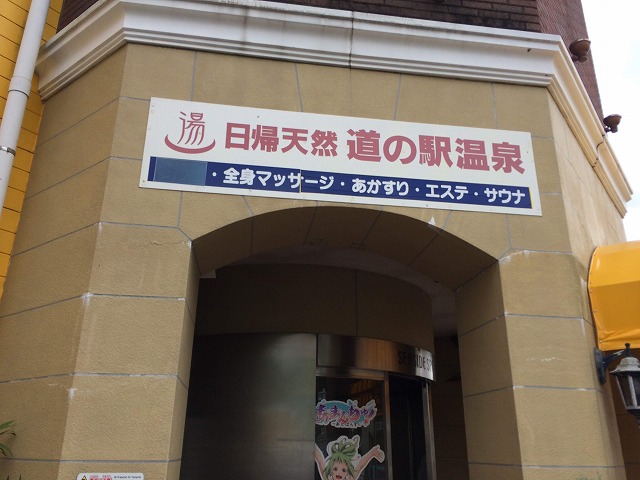 湯 日帰天然 道の駅温泉
・全身マッサージ・あかすり・エステ・サウナ